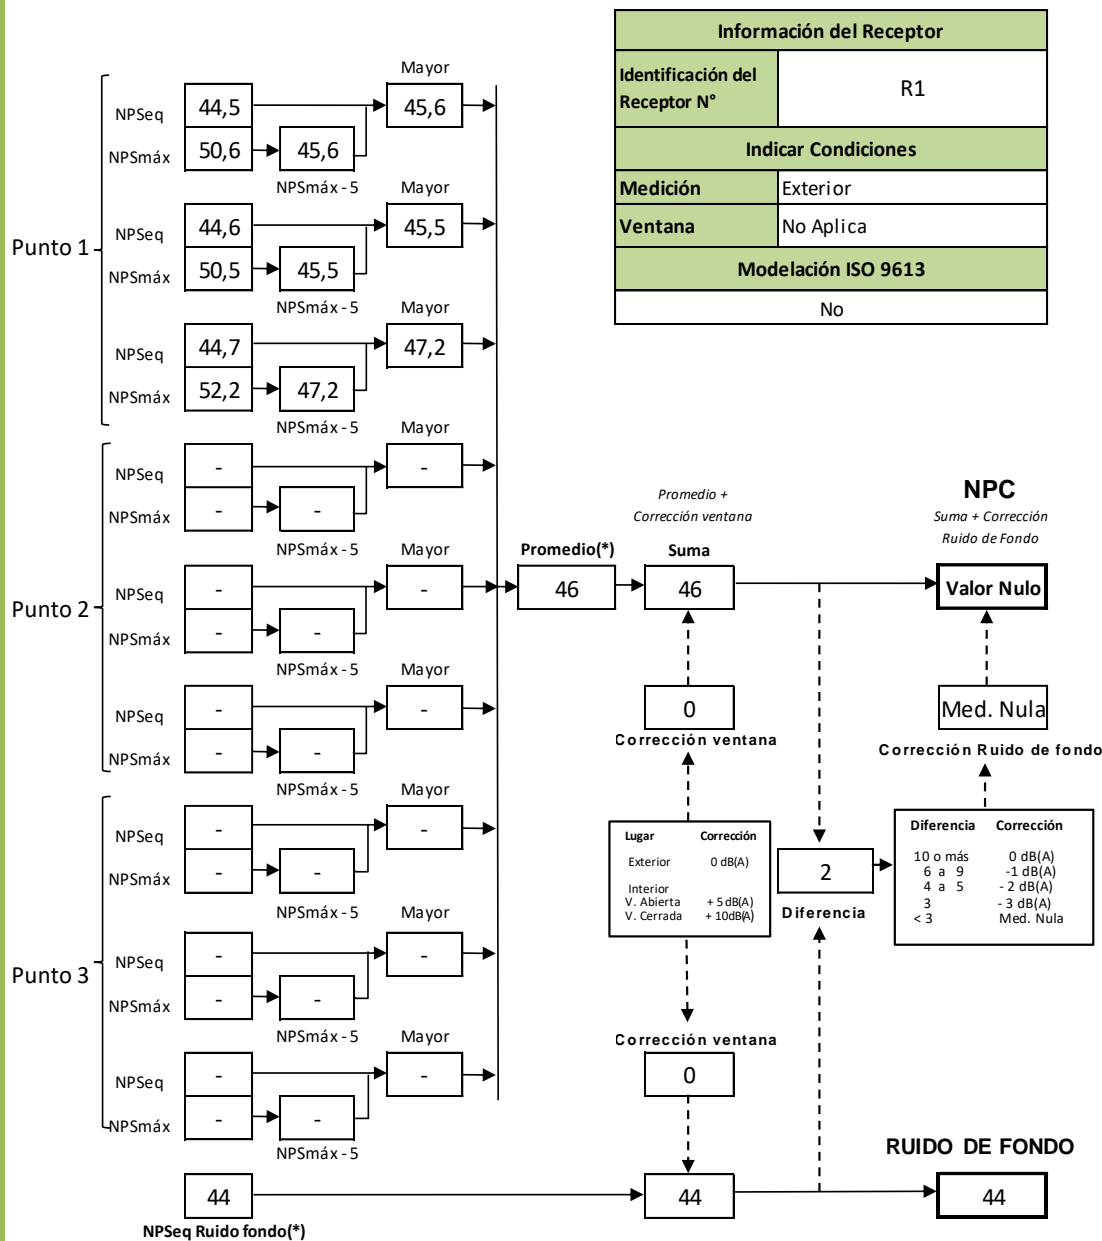 Información del Receptor
Identificación del Receptor N°
R1
Indicar Condiciones
Medición
Exterior
Ventana
No Aplica
Modelación ISO 9613
No
Punto 1
Mayor
NPSeq
44,5
45,6
NPSmáx
50,6
45,6
NPSmáx - 5
Mayor
NPSeq
44,6
45,5
NPSmáx
50,5
45,5
NPSmáx - 5
Mayor
NPSeq
44,7
47,2
NPSmáx
52,2
47,2
NPSmáx - 5
Punto 2
Mayor
NPSeq
-
-
NPSmáx
-
-
NPSmáx - 5
Mayor
NPSeq
-
-
NPSmáx
-
-
NPSmáx - 5
Mayor
NPSeq
-
-
NPSmáx
-
-
NPSmáx - 5
Punto 3
Mayor
NPSeq
-
-
NPSmáx
-
-
NPSmáx - 5
Mayor
NPSeq
-
-
NPSmáx
-
-
NPSmáx - 5
Mayor
NPSeq
-
-
NPSmáx
-
-
NPSmáx - 5
Promedio(*)
46
Promedio +
Corrección ventana
Suma
46
NPC
Suma + Corrección
Ruido de Fondo
Valor Nulo
0
Corrección ventana
Med. Nula
Corrección Ruido de fondo
Lugar Corrección
Exterior 0 dB(A)
Interior
V. Abierta + 5 dB(A)
V. Cerrada + 10dB(A)
2
Diferencia
Diferencia Corrección
10 o más 0 dB(A)
6 a 9 -1 dB(A)
4 a 5 - 2 dB(A)
3 - 3 dB(A)
< 3 Med. Nula
Corrección ventana
0
RUIDO DE FONDO
44
44
44
NPSeq Ruido fondo(*)